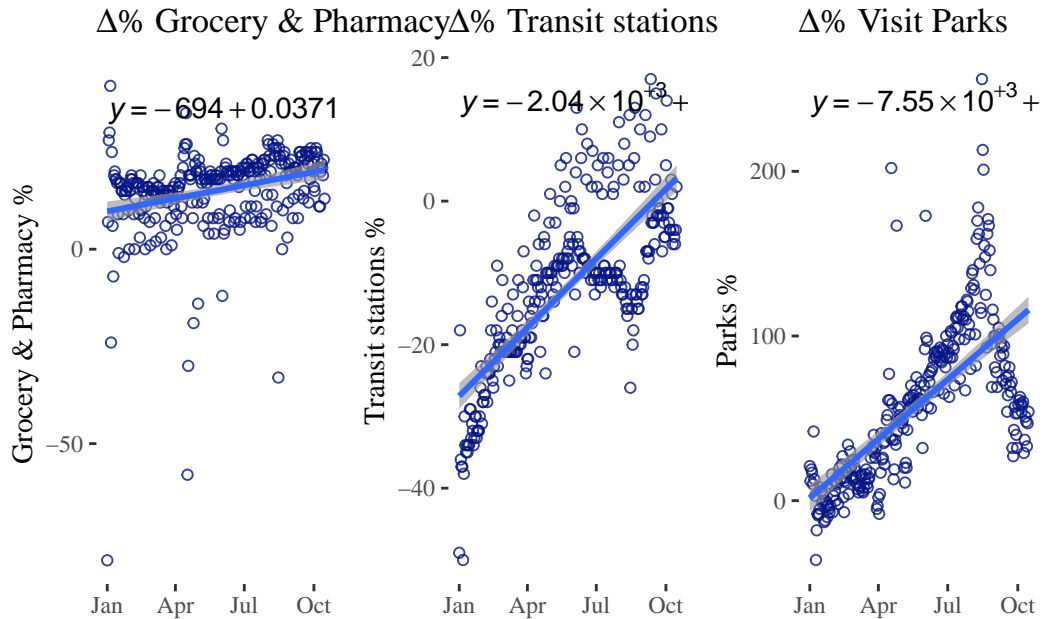 Δ% Grocery & Pharmacy
y = −694 + 0.0371
Grocery & Pharmacy %
0
−50
Jan Apr Jul Oct
Δ% Transit stations
y = −2.04 × 10⁺³ +
Transit stations %
20
0
−20
−40
Jan Apr Jul Oct
Δ% Visit Parks
y = −7.55 × 10⁺³ +
Parks %
200
100
0
Jan Apr Jul Oct